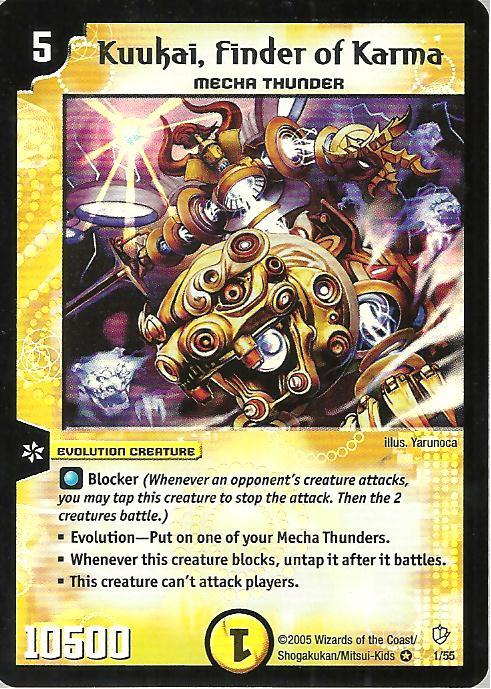 5
Kuukai, Finder of Karma
MECHA THUNDER
illus. Yarunoca
EVOLUTION CREATURE
Blocker (Whenever an opponent's creature attacks,
you may tap this creature to stop the attack. Then the 2
creatures battle.)
▪ Evolution—Put on one of your Mecha Thunders.
▪ Whenever this creature blocks, untap it after it battles.
▪ This creature can't attack players.
10500
1
©2005 Wizards of the Coast/
Shogakukan/Mitsui-Kids
1/55